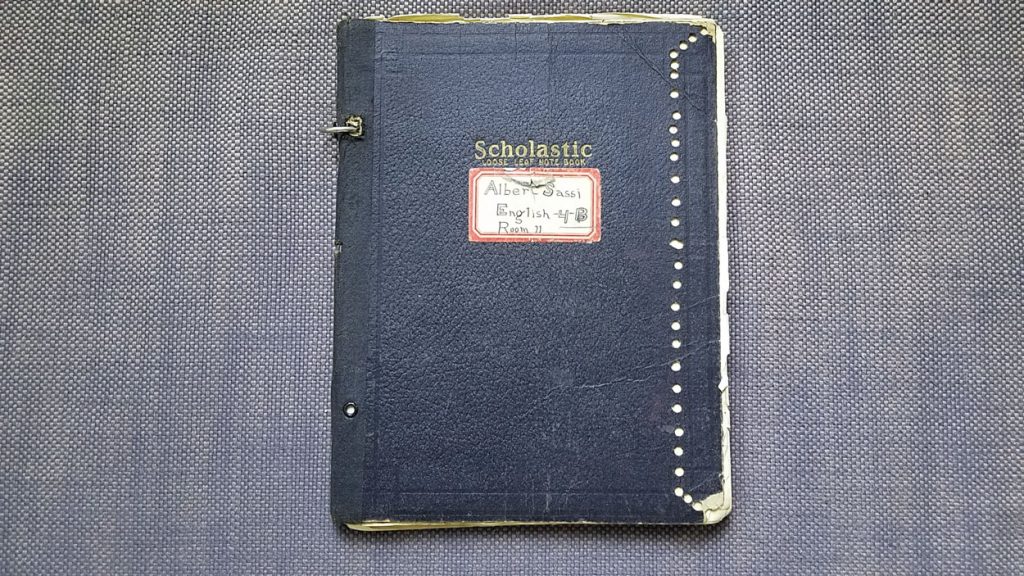 Scholastic
LOOSE LEAF NOTE BOOK
Albert Sassi
English-4-B
Room 11